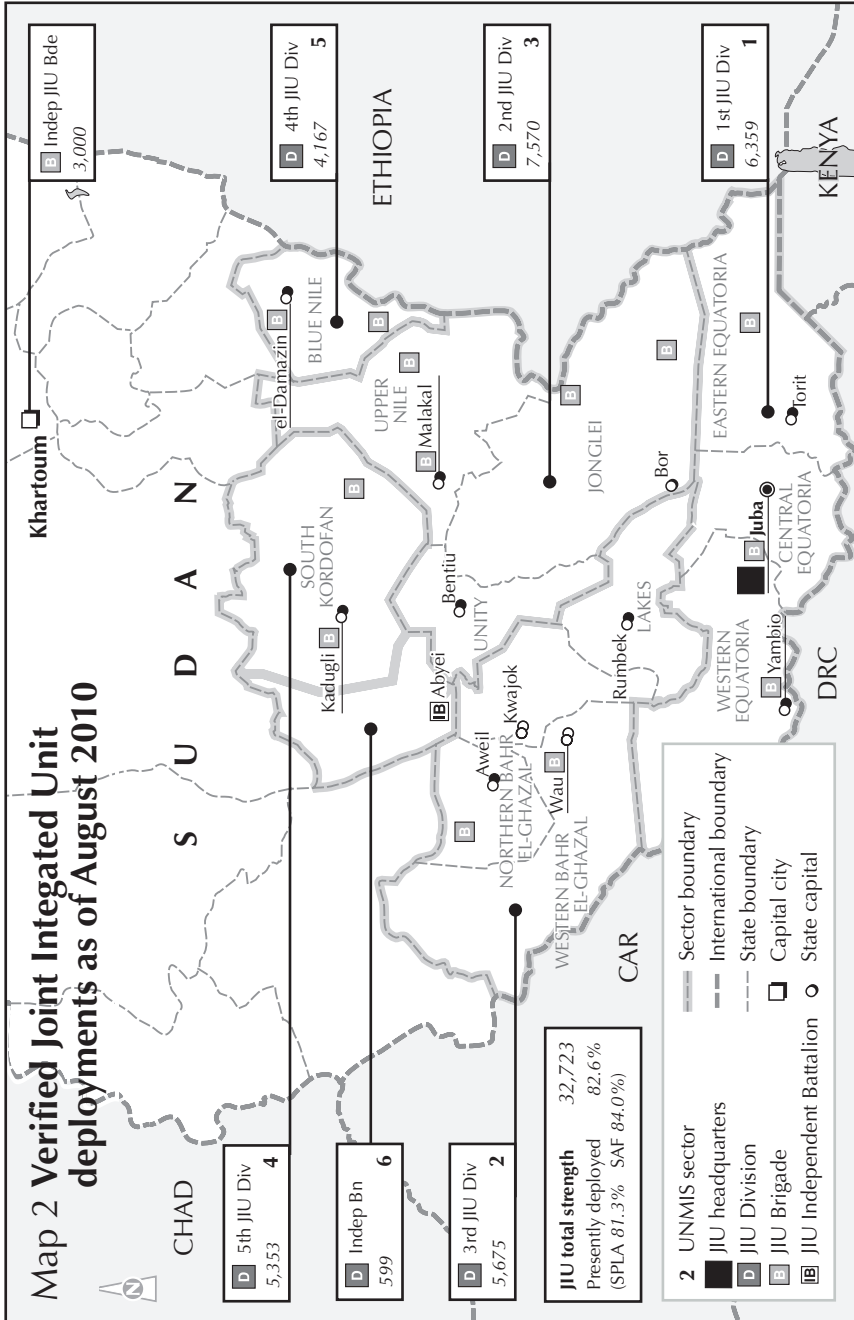 Map 2 Verified Joint Integated Unit
deployments as of August 2010
N
CHAD
S U D A N
Khartoum
B Indep JIU Bde
3,000
D 4th JIU Div
4,167 5
ETHIOPIA
D 2nd JIU Div
7,570 3
D 1st JIU Div
6,359 1
KENYA
D 5th JIU Div
5,353 4
D Indep Bn
599 6
D 3rd JIU Div
5,675 2
el-Damazin
B
BLUE NILE
B
B
UPPER
NILE
B
Malakal
SOUTH
KORDOFAN
B
Kadugli
B
IB Abyei
Bentiu
UNITY
Aweil
Kwajok
NORTHERN BAHR
EL-GHAZAL
B
Wau
B
WESTERN BAHR
EL-GHAZAL
JONGLEI
B
B
Bor
Rumbek
LAKES
EASTERN EQUATORIA
B
Torit
B
Juba
CENTRAL
EQUATORIA
WESTERN
EQUATORIA
B
Yambio
DRC
CAR
JIU total strength 32,723
Presently deployed 82.6%
(SPLA 81.3% SAF 84.0%)
2 UNMIS sector
JIU headquarters
D JIU Division
B JIU Brigade
IB JIU Independent Battalion
Sector boundary
International boundary
State boundary
Capital city
State capital